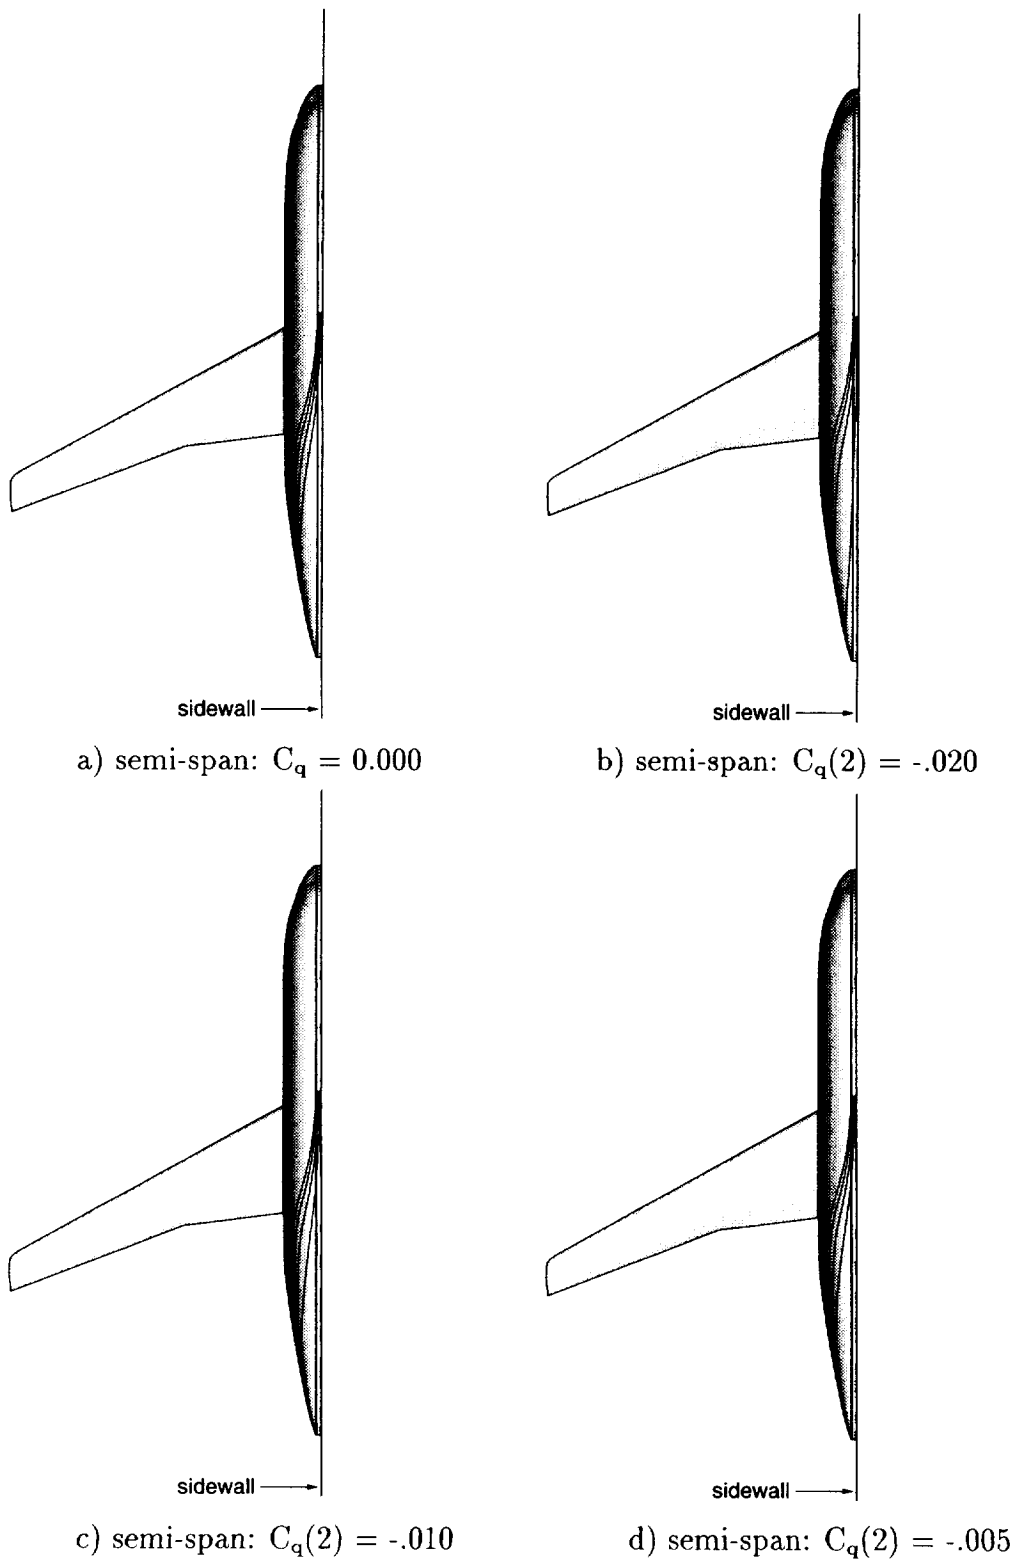 sidewall
sidewall
a) semi-span: C_q = 0.000
b) semi-span: C_q(2) = -.020
sidewall
sidewall
c) semi-span: C_q(2) = -.010
d) semi-span: C_q(2) = -.005